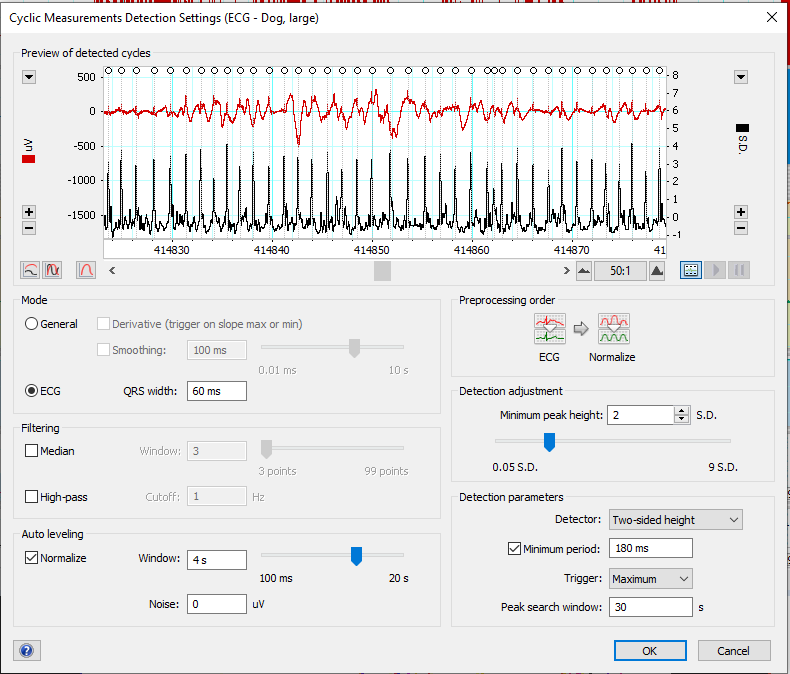 Cyclic Measurements Detection Settings (ECG - Dog, large)
Preview of detected cycles
500
0
-500
-1000
-1500
uV
8
7
6
5
4
3
2
1
0
-1
S.D.
414830
414840
414850
414860
414870
41
50:1
Mode
General
Derivative (trigger on slope max or min)
Smoothing:
100 ms
0.01 ms
10 s
ECG
QRS width:
60 ms
Filtering
Median
Window:
3
3 points
99 points
High-pass
Cutoff:
1
Hz
Auto leveling
Normalize
Window:
4 s
100 ms
20 s
Noise:
0
uV
Preprocessing order
ECG
Normalize
Detection adjustment
Minimum peak height:
2
S.D.
0.05 S.D.
9 S.D.
Detection parameters
Detector:
Two-sided height
Minimum period:
180 ms
Trigger:
Maximum
Peak search window:
30
s
?
OK
Cancel